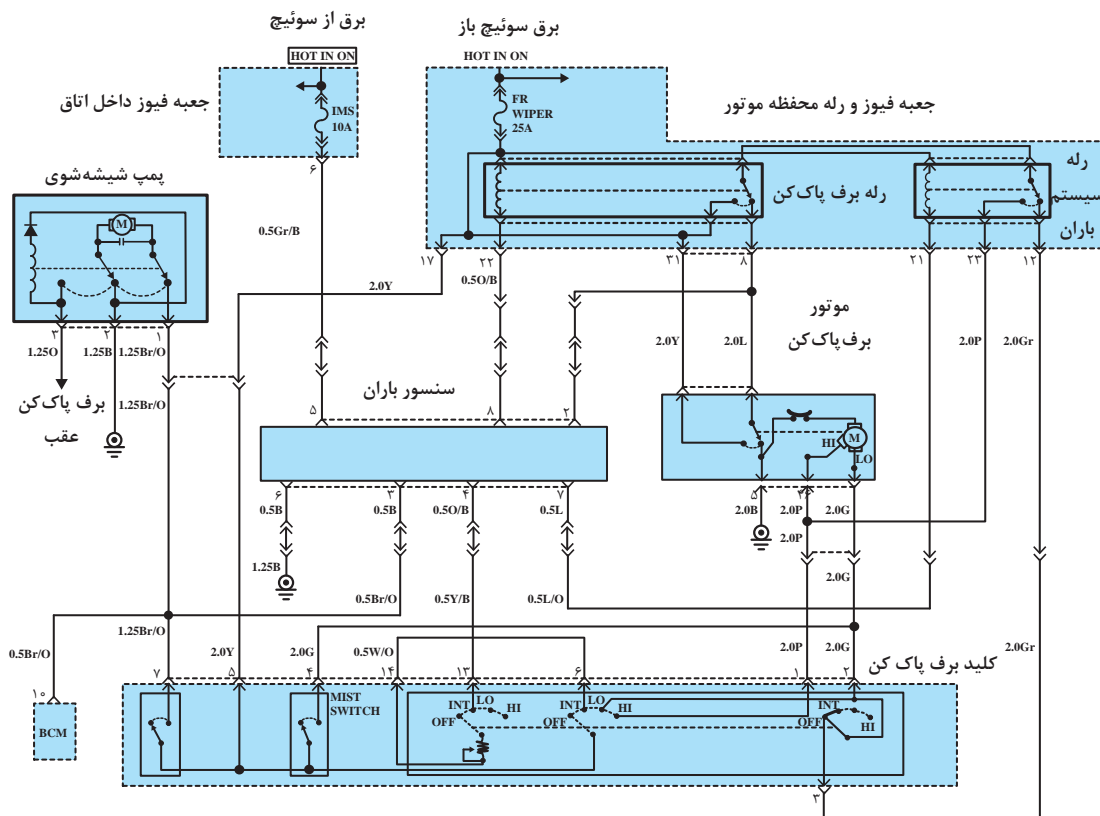 برق از سوئیچ
برق سوئیچ باز
HOT IN ON
HOT IN ON
جعبه فیوز داخل اتاق
IMS
10A
۶
FR
WIPER
25A
جعبه فیوز و رله محفظه موتور
رله برف پاک‌کن
رله
سیستم
باران
پمپ شیشه‌شوی
M
0.5Gr/B
۱۷
۲۲
۳۱
۸
۲۱
۲۳
۱۲
2.0Y
0.5O/B
۳
۲
۱
1.25O
1.25B
1.25Br/O
2.0Y
2.0L
موتور
برف پاک‌کن
2.0P
2.0Gr
برف پاک‌کن
عقب
1.25Br/O
سنسور باران
۵
۸
۲
HI
M
LO
۶
۳
۴
۷
0.5B
0.5B
0.5O/B
0.5L
۵
2.0B
2.0P
2.0G
2.0P
1.25B
2.0G
0.5Br/O
0.5Y/B
0.5L/O
1.25Br/O
0.5Br/O
2.0Y
2.0G
0.5W/O
2.0P
2.0G
2.0Gr
۷
۵
۴
۱۴
۱۳
۶
۱
۲
کلید برف پاک کن
۱۰
BCM
MIST
SWITCH
OFF
INT
LO
HI
OFF
INT
LO
HI
OFF
INT
HI
۳